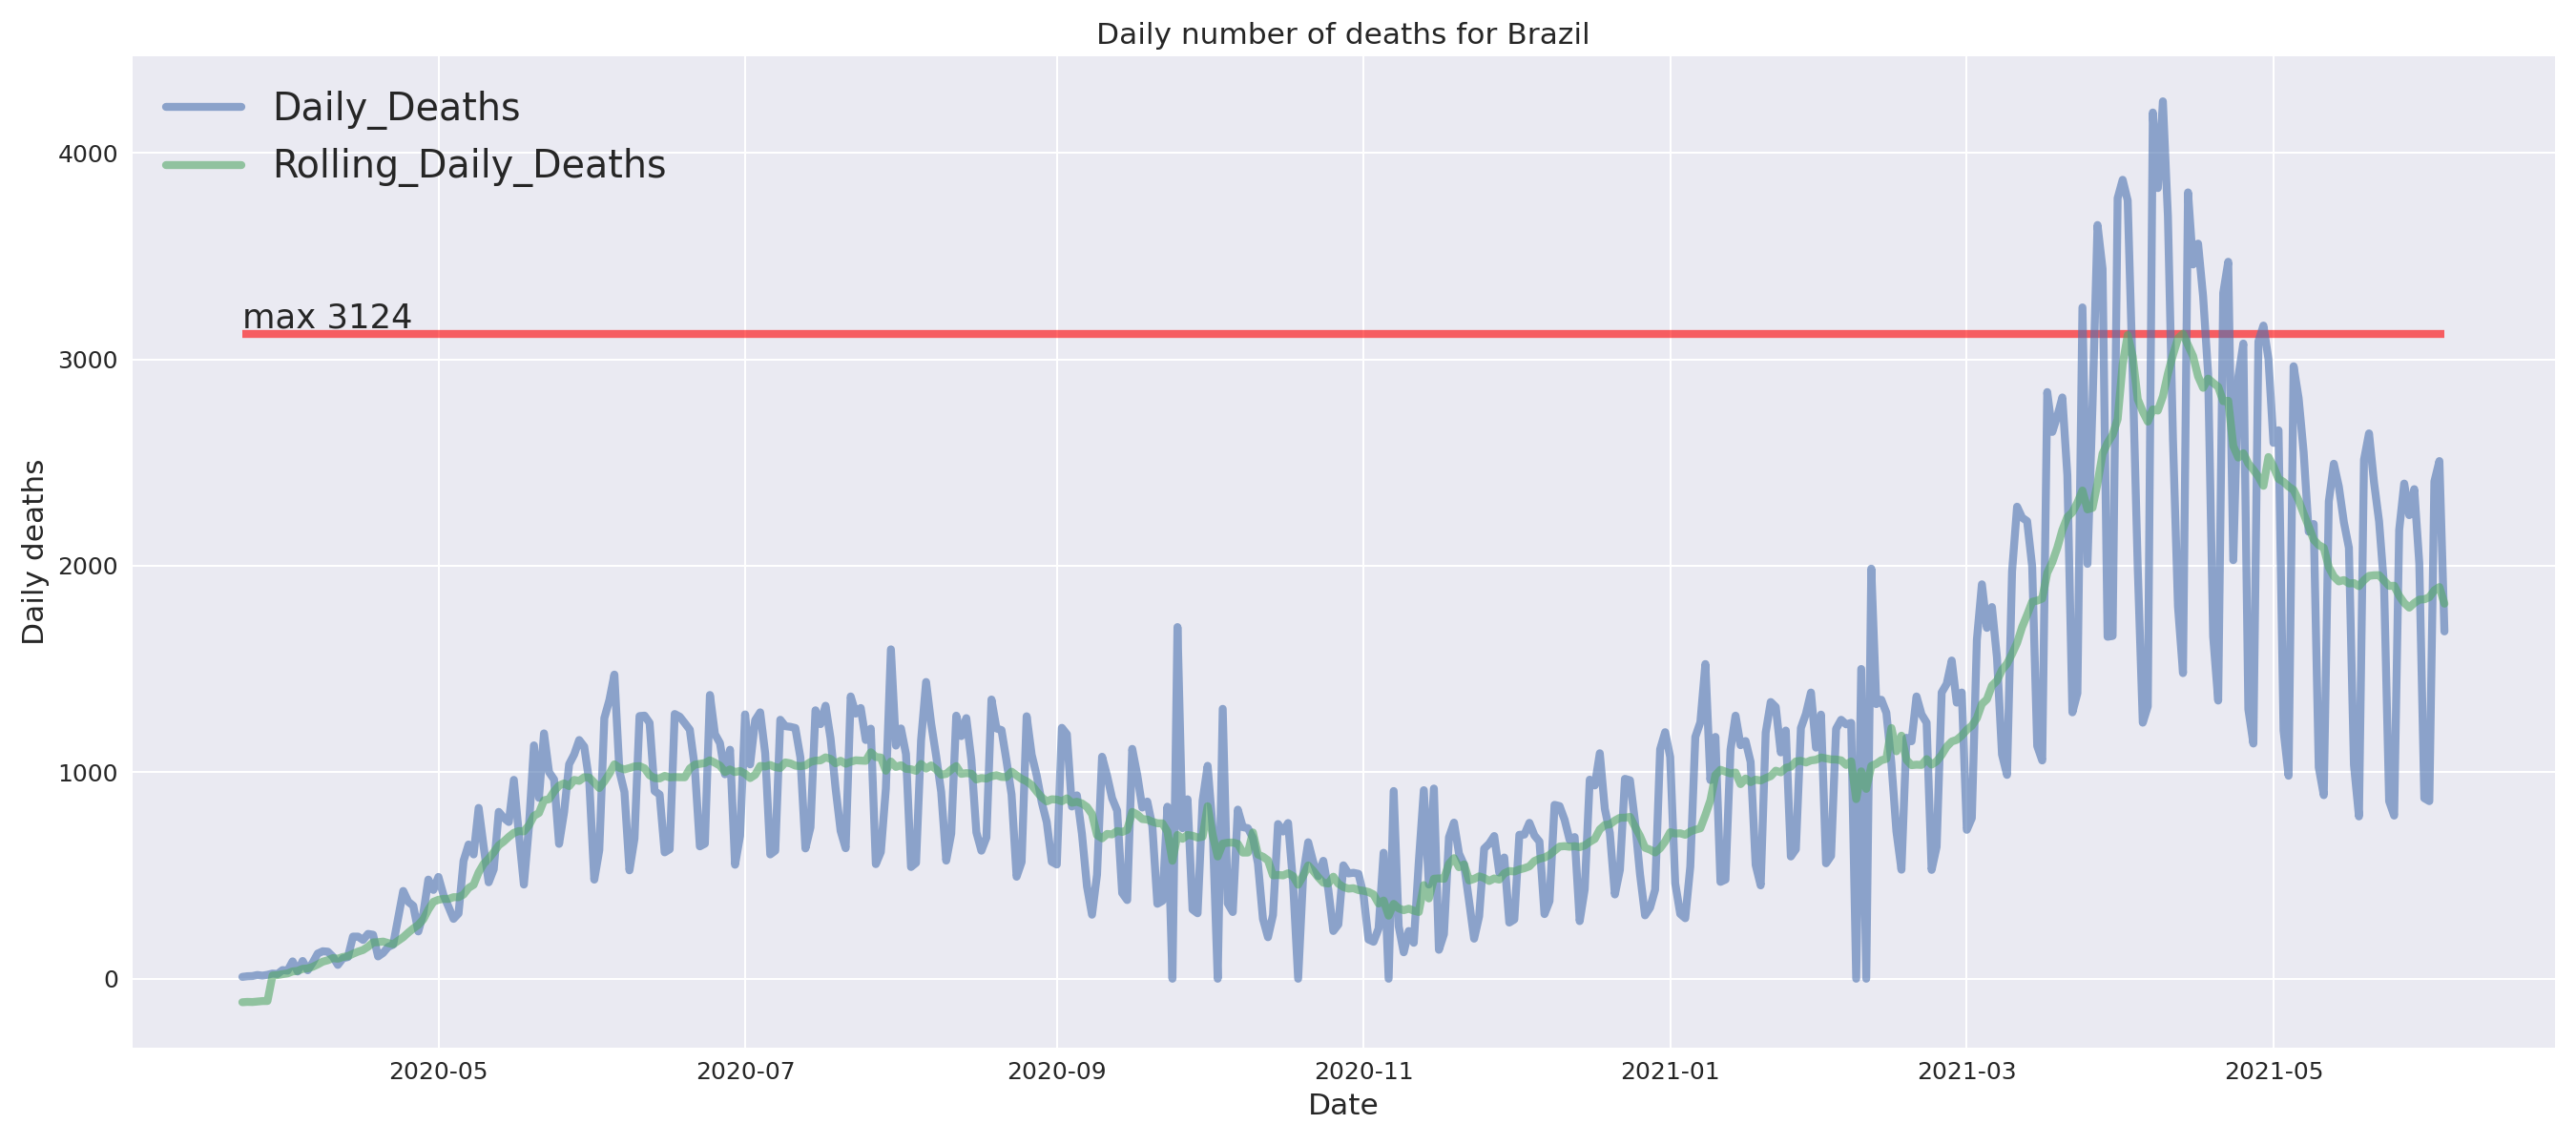 Daily number of deaths for Brazil
Daily_Deaths
Rolling_Daily_Deaths
max 3124
Daily deaths
4000
3000
2000
1000
0
2020-05 2020-07 2020-09 2020-11 2021-01 2021-03 2021-05
Date